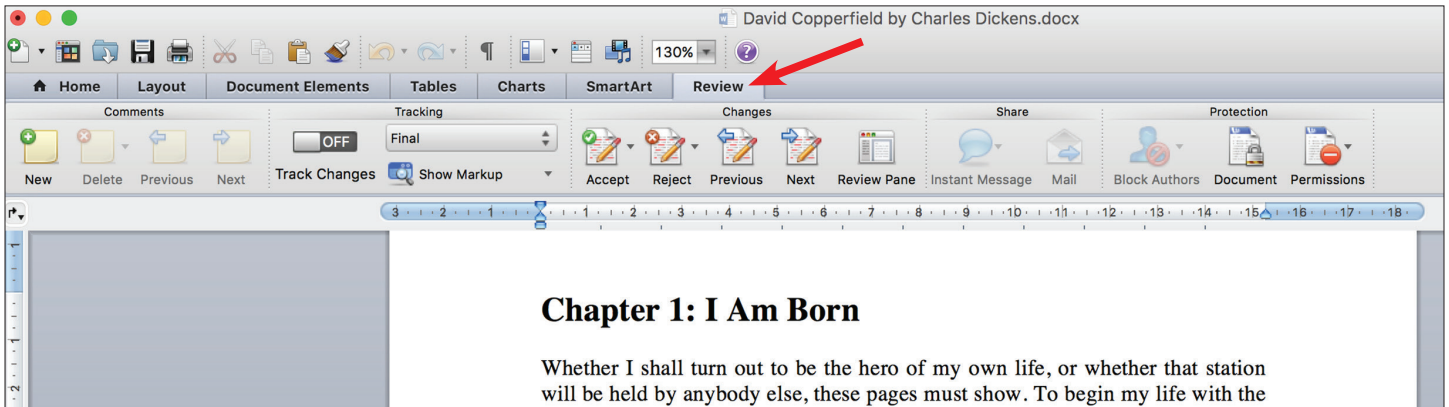 David Copperfield by Charles Dickens.docx
130%
Home Layout Document Elements Tables Charts SmartArt Review
Comments Tracking Changes Share Protection
OFF Final
New Delete Previous Next Track Changes Show Markup Accept Reject Previous Next Review Pane Instant Message Mail Block Authors Document Permissions
3 2 1 1 2 3 4 5 6 7 8 9 10 11 12 13 14 15 16 17 18
1
1
2
Chapter 1: I Am Born
Whether I shall turn out to be the hero of my own life, or whether that station
will be held by anybody else, these pages must show. To begin my life with the